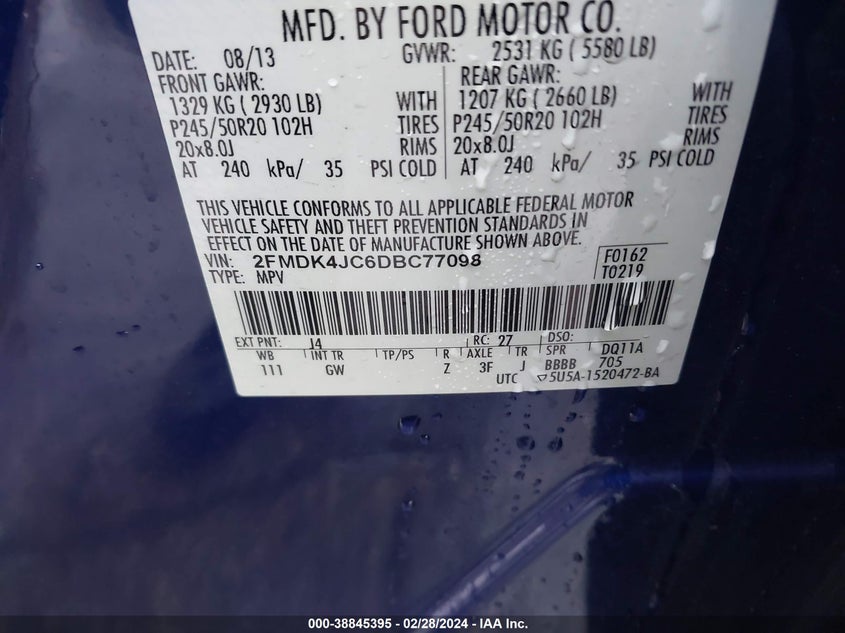 MFD. BY FORD MOTOR CO.
DATE: 08/13 GVWR: 2531 KG ( 5580 LB)
FRONT GAWR: REAR GAWR:
1329 KG ( 2930 LB) WITH 1207 KG ( 2660 LB) WITH
P245/50R20 102H TIRES P245/50R20 102H TIRES
20x8.0J RIMS 20x8.0J RIMS
AT 240 kPa/ 35 PSI COLD AT 240 kPa/ 35 PSI COLD
THIS VEHICLE CONFORMS TO ALL APPLICABLE FEDERAL MOTOR
VEHICLE SAFETY AND THEFT PREVENTION STANDARDS IN
EFFECT ON THE DATE OF MANUFACTURE SHOWN ABOVE.
VIN: 2FMDK4JC6DBC77098 F0162
TYPE: MPV T0219
EXT PNT: J4 RC: 27 DSO:
WB INT TR TP/PS R AXLE TR SPR DQ11A
111 GW Z 3F J BBBB 705
UTC 5U5A-1520472-BA
000-38845395 - 02/28/2024 - IAA Inc.